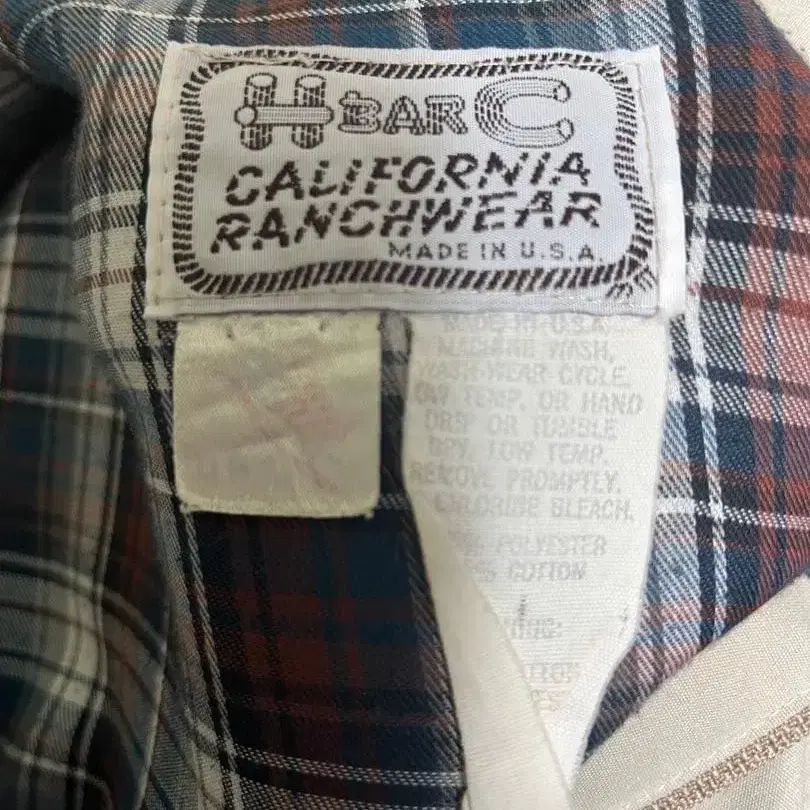 H BAR C
CALIFORNIA
RANCHWEAR
MADE IN U.S.A.
MADE IN U.S.A.
MACHINE WASH,
WASH-WEAR CYCLE,
LOW TEMP. OR HAND
DRIP OR TUMBLE
DRY, LOW TEMP.
REMOVE PROMPTLY.
CHLORINE BLEACH.
POLYESTER
COTTON